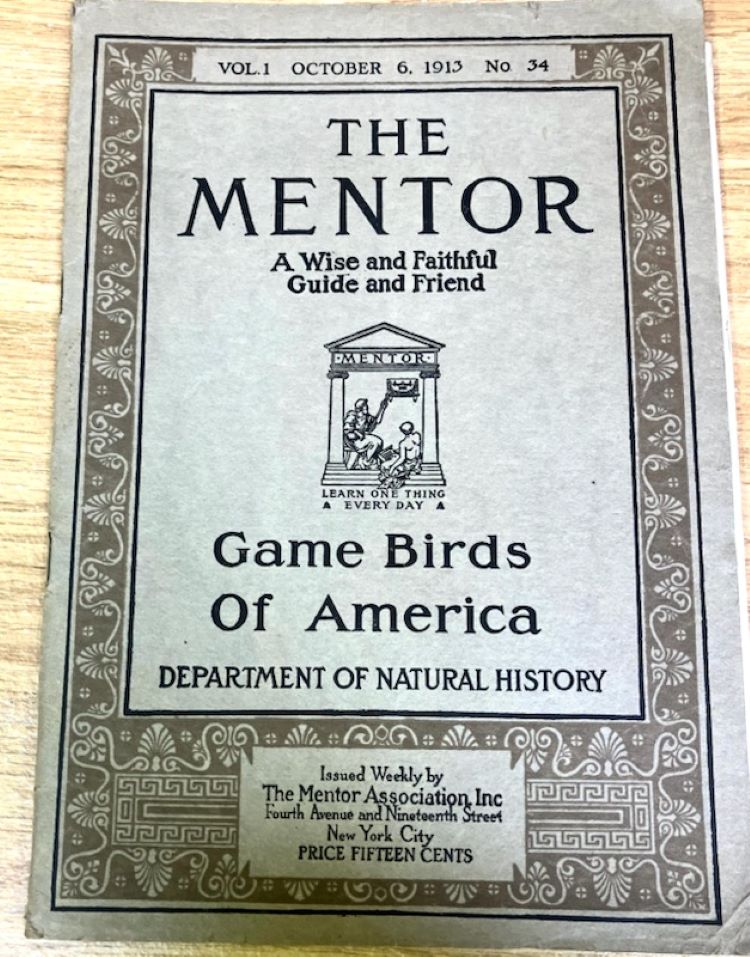 VOL.1 OCTOBER 6, 1913 No 34
THE
MENTOR
A Wise and Faithful
Guide and Friend
MENTOR
LEARN ONE THING
EVERY DAY
Game Birds
Of America
DEPARTMENT OF NATURAL HISTORY
Issued Weekly by
The Mentor Association, Inc
Fourth Avenue and Nineteenth Street
New York City
PRICE FIFTEEN CENTS